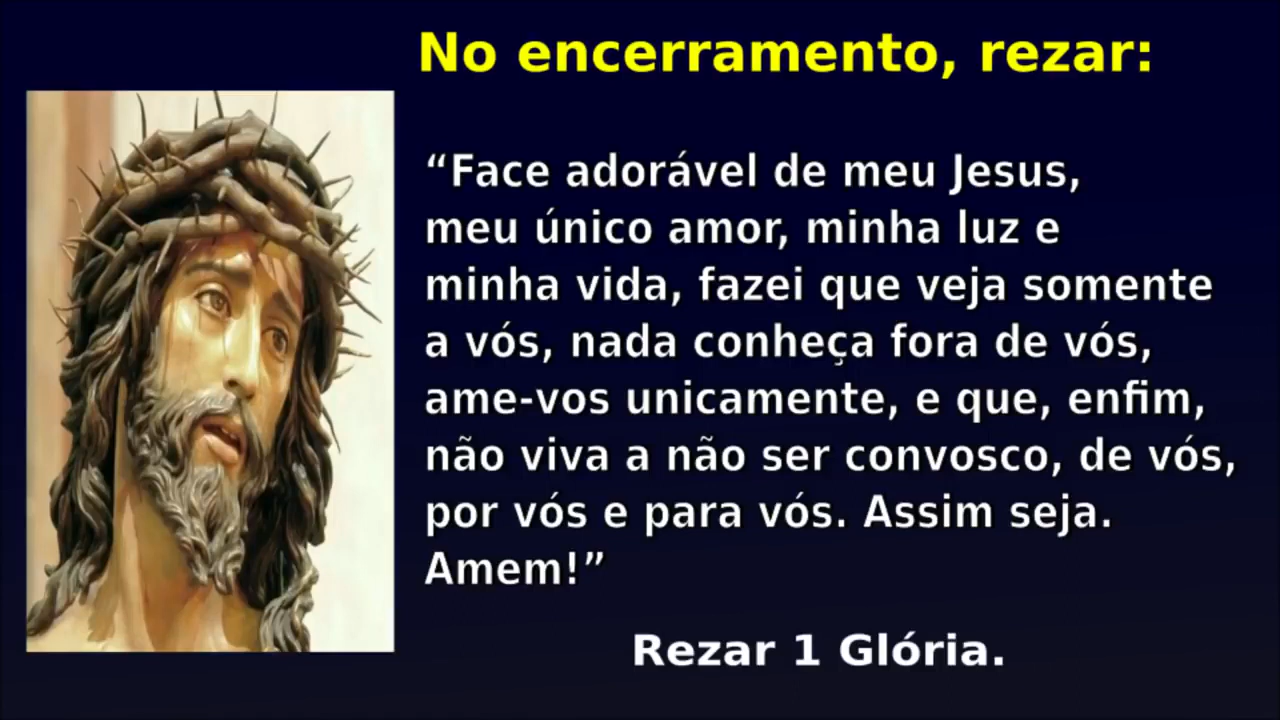 No encerramento, rezar:
“Face adorável de meu Jesus,
meu único amor, minha luz e
minha vida, fazei que veja somente
a vós, nada conheça fora de vós,
ame-vos unicamente, e que, enfim,
não viva a não ser convosco, de vós,
por vós e para vós. Assim seja.
Amem!”
Rezar 1 Glória.